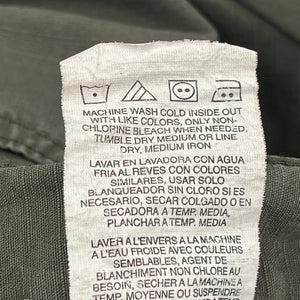 MACHINE WASH COLD INSIDE OUT
WITH LIKE COLORS, ONLY NON-
CHLORINE BLEACH WHEN NEEDED,
TUMBLE DRY MEDIUM OR LINE
DRY, MEDIUM IRON
LAVAR EN LAVADORA CON AGUA
FRIA AL REVES CON COLORES
SIMILARES, USAR SOLO
BLANQUEADOR SIN CLORO SI ES
NECESARIO, SECAR COLGADO O EN
SECADORA A TEMP. MEDIA,
PLANCHAR A TEMP. MEDIA
LAVER À L'ENVERS À LA MACHINE
À L'EAU FROIDE AVEC COULEURS
SEMBLABLES, AGENT DE
BLANCHIMENT NON CHLORE AU
BESOIN, SÉCHER À LA MACHINE À
TEMP. MOYENNE OU SUSPENDRE